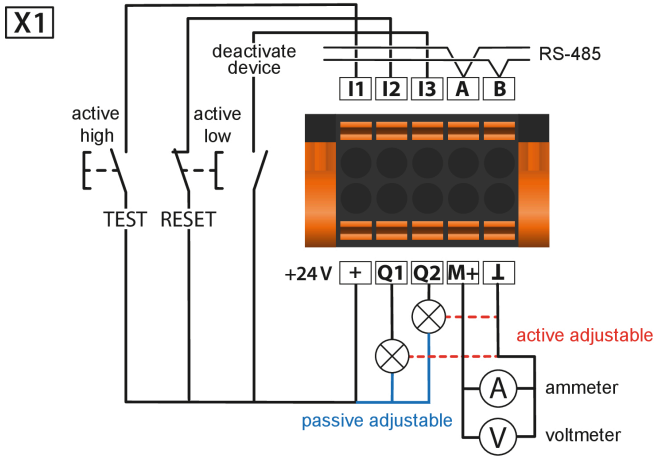 X1
deactivate
device
RS-485
I1 I2 I3 A B
active
high
active
low
TEST RESET
+24 V + Q1 Q2 M+ ⊥
active adjustable
passive adjustable
A ammeter
V voltmeter